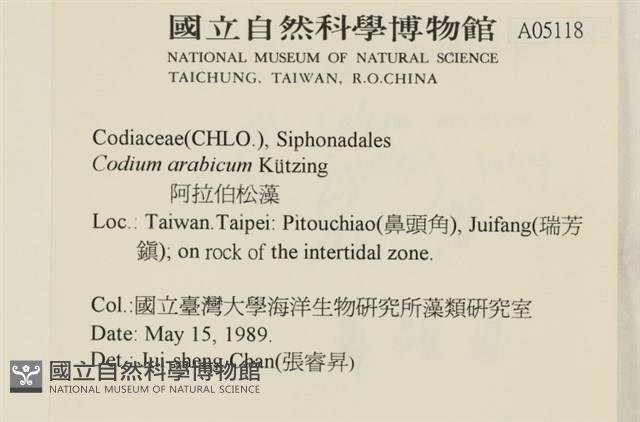 國立自然科學博物館 A05118
NATIONAL MUSEUM OF NATURAL SCIENCE
TAICHUNG, TAIWAN, R.O.CHINA
Codiaceae(CHLO.), Siphonadales
Codium arabicum Kützing
阿拉伯松藻
Loc.: Taiwan.Taipei: Pitouchiao(鼻頭角), Juifang(瑞芳
鎮); on rock of the intertidal zone.
Col.:國立臺灣大學海洋生物研究所藻類研究室
Date: May 15, 1989.
Det.: Jui-sheng Chan(張睿昇)
國立自然科學博物館
NATIONAL MUSEUM OF NATURAL SCIENCE